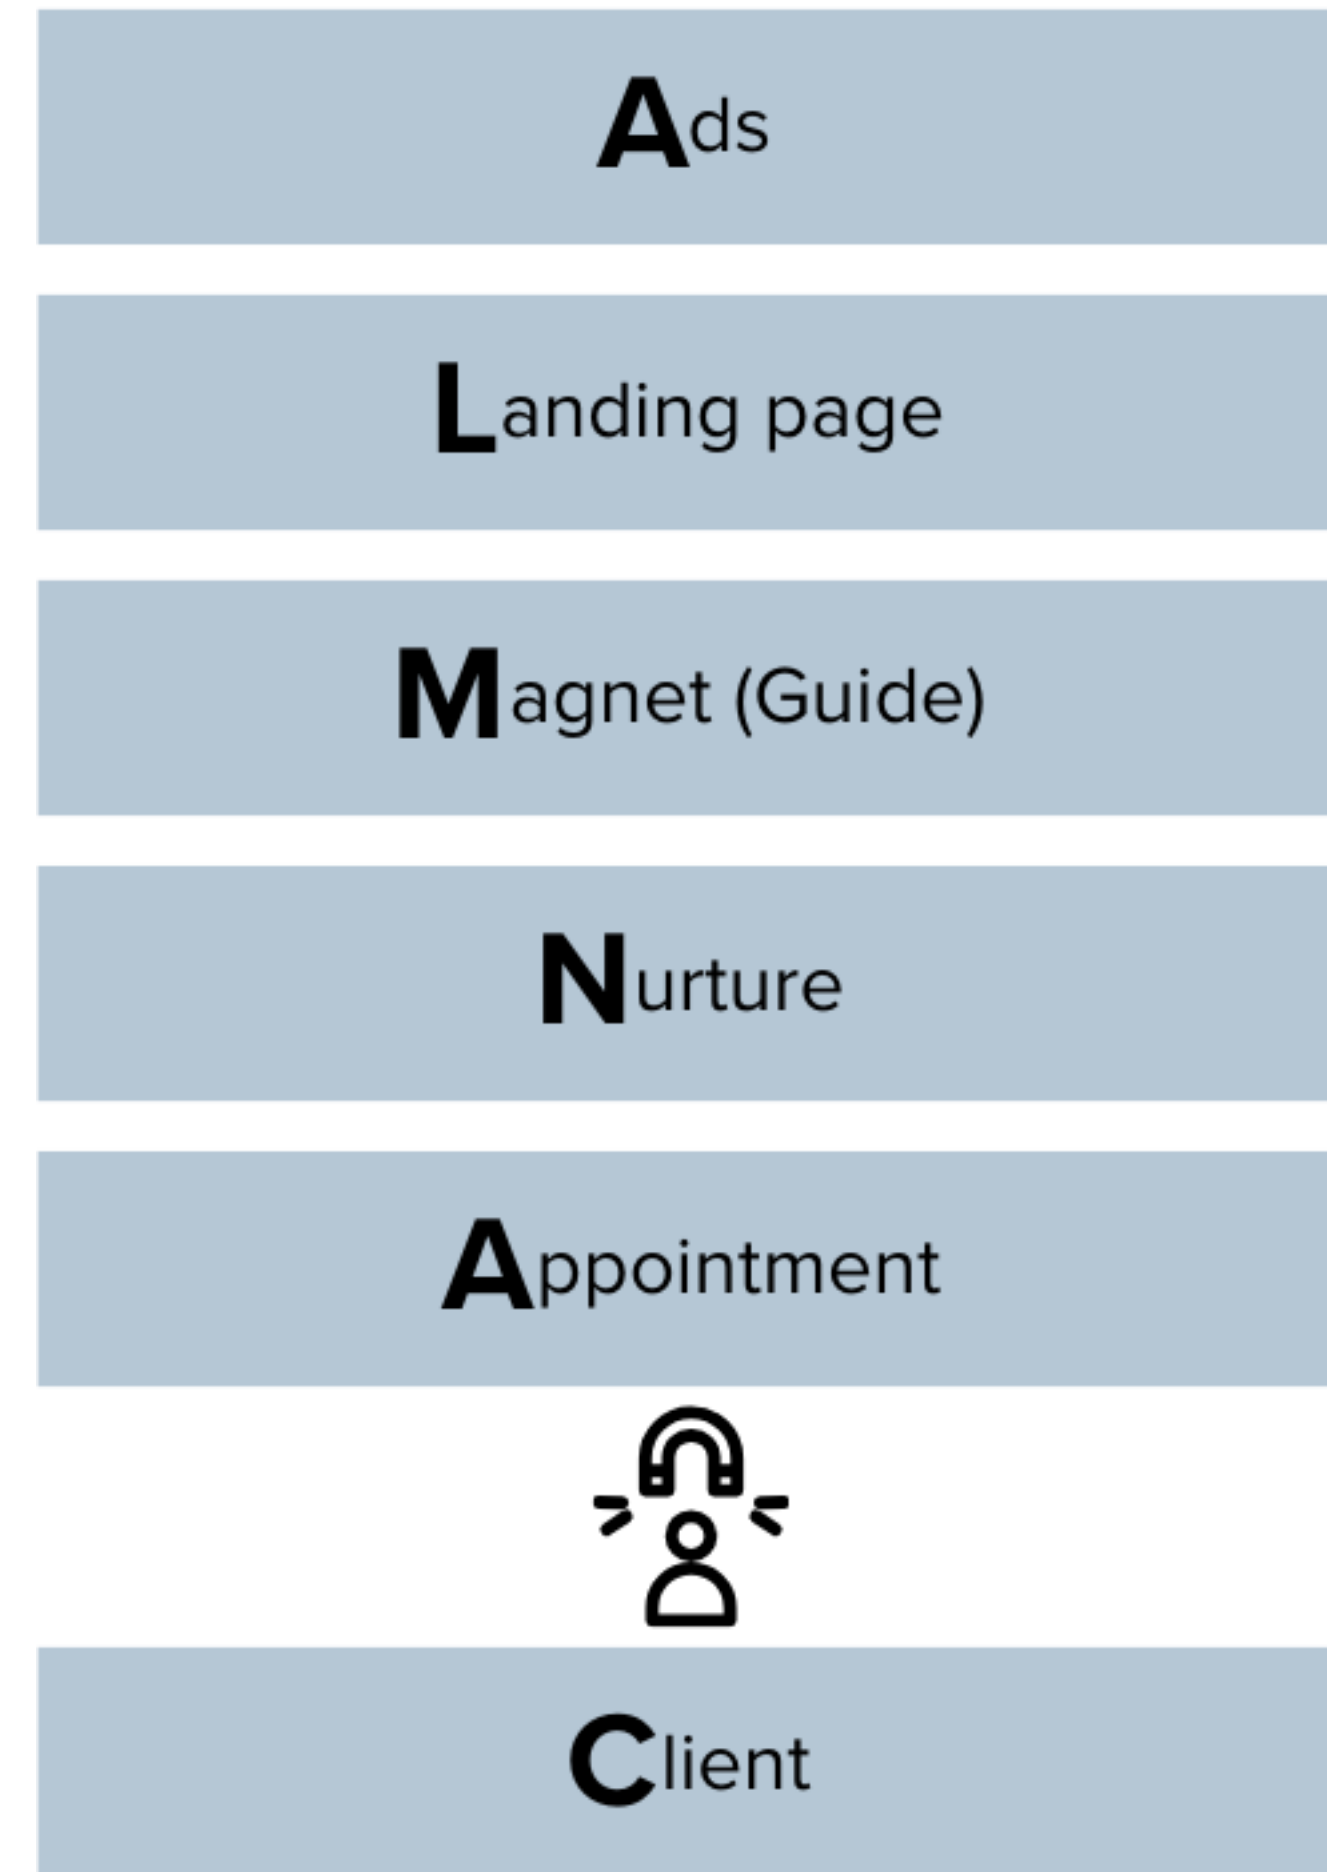 Ads
Landing page
Magnet (Guide)
Nurture
Appointment
Client